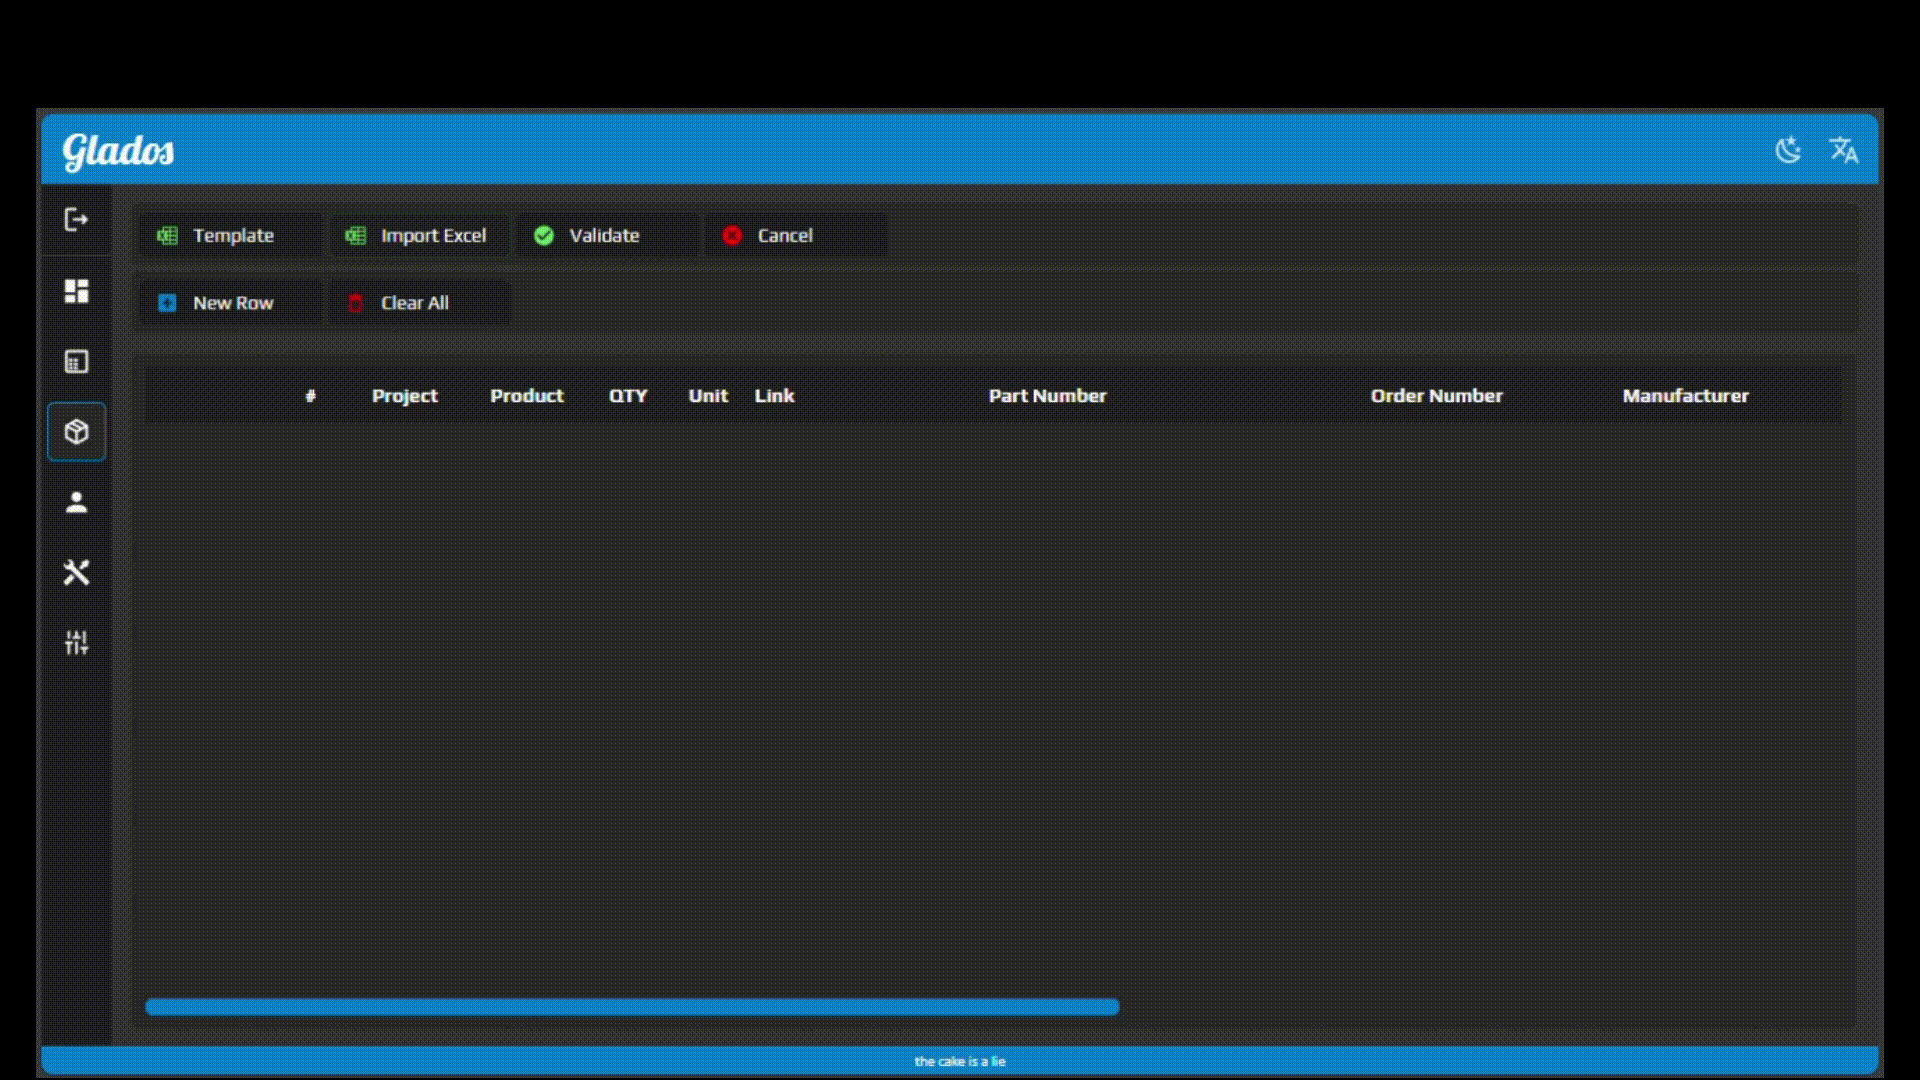 Glados
Template Import Excel Validate Cancel
New Row Clear All
# Project Product QTY Unit Link Part Number Order Number Manufacturer
the cake is a lie